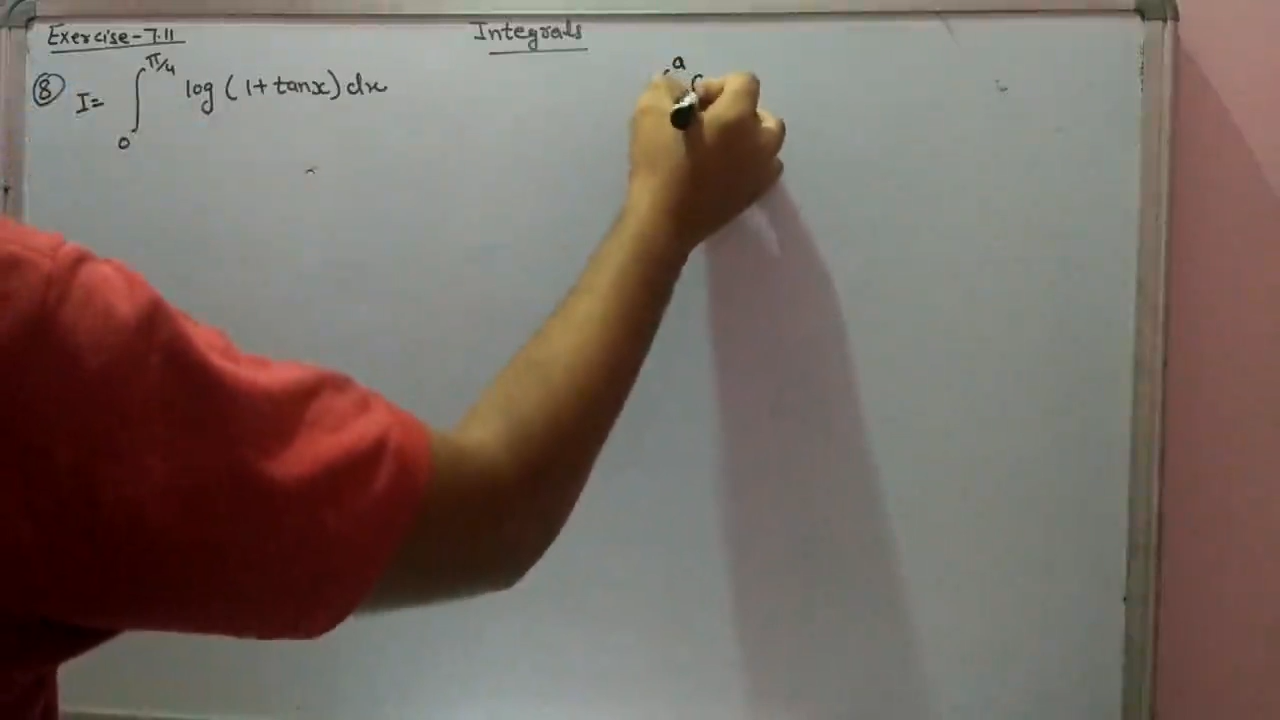 Exercise-7.11
Integrals
⑧ I= ∫₀^π/4 log (1+tanx) dx
a